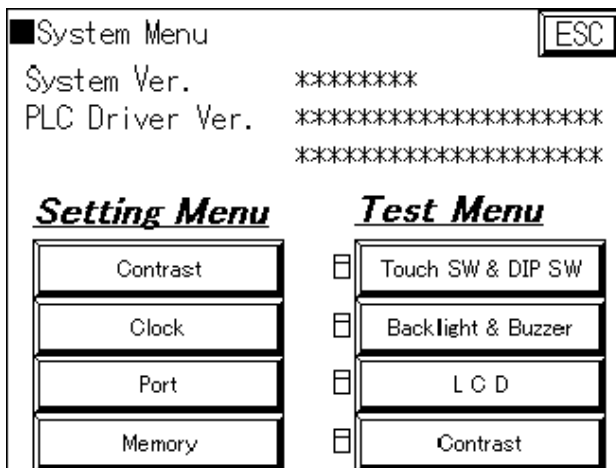 ■System Menu
ESC
System Ver. ********
PLC Driver Ver. ********************
********************
Setting Menu
Test Menu
Contrast
Touch SW & DIP SW
Clock
Backlight & Buzzer
Port
L C D
Memory
Contrast